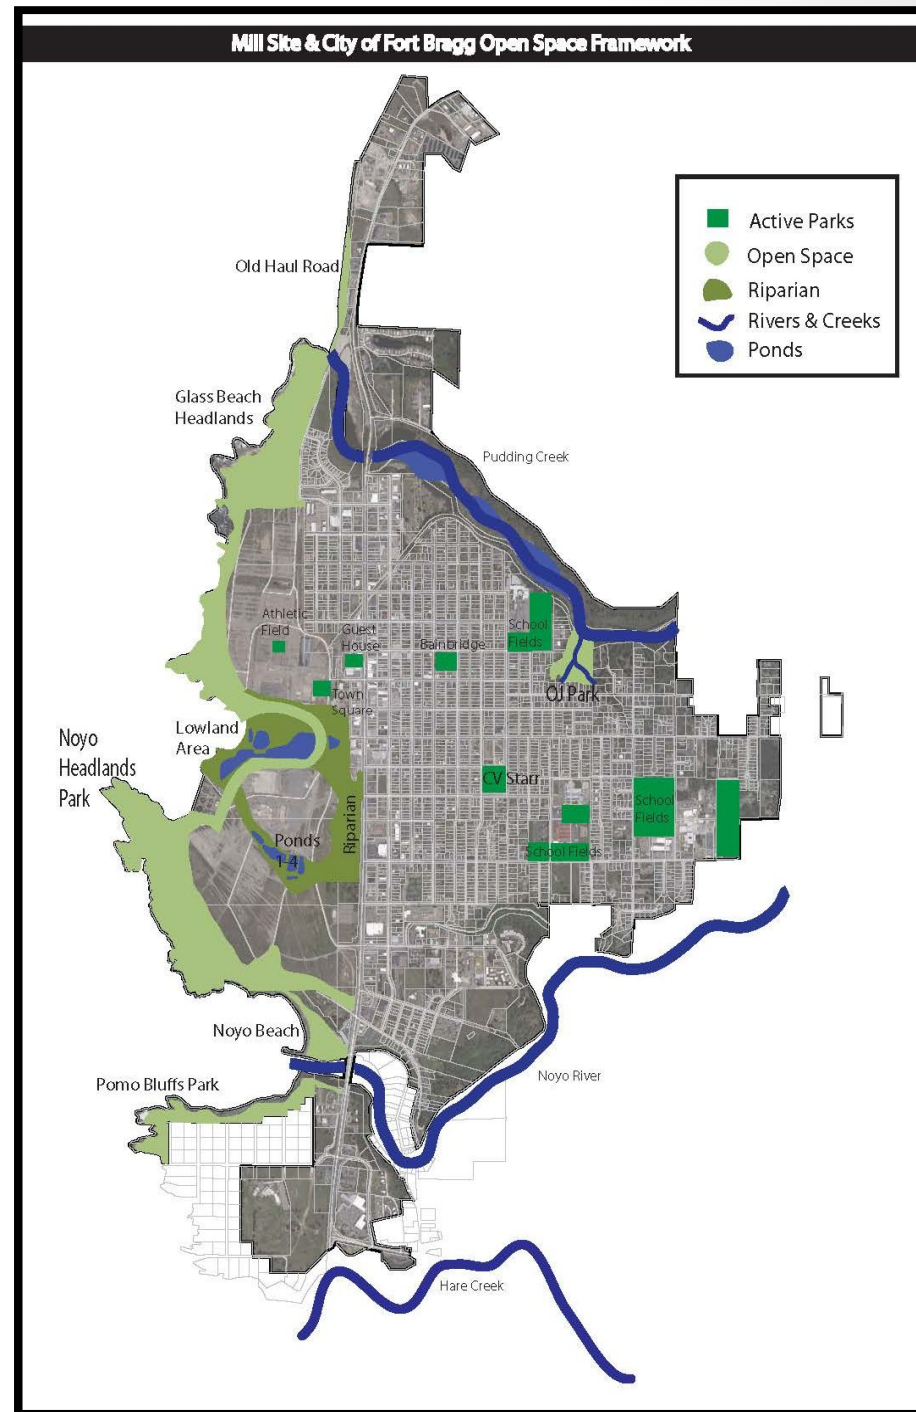 Mill Site & City of Fort Bragg Open Space Framework
Active Parks
Open Space
Riparian
Rivers & Creeks
Ponds
Old Haul Road
Glass Beach
Headlands
Pudding Creek
Athletic
Field
Guest
House
Bainbridge
School
Fields
Town
Square
OJ Park
Lowland
Area
Noyo
Headlands
Park
CV Starr
School
Fields
Riparian
Ponds
1-4
School Fields
Noyo Beach
Pomo Bluffs Park
Noyo River
Hare Creek